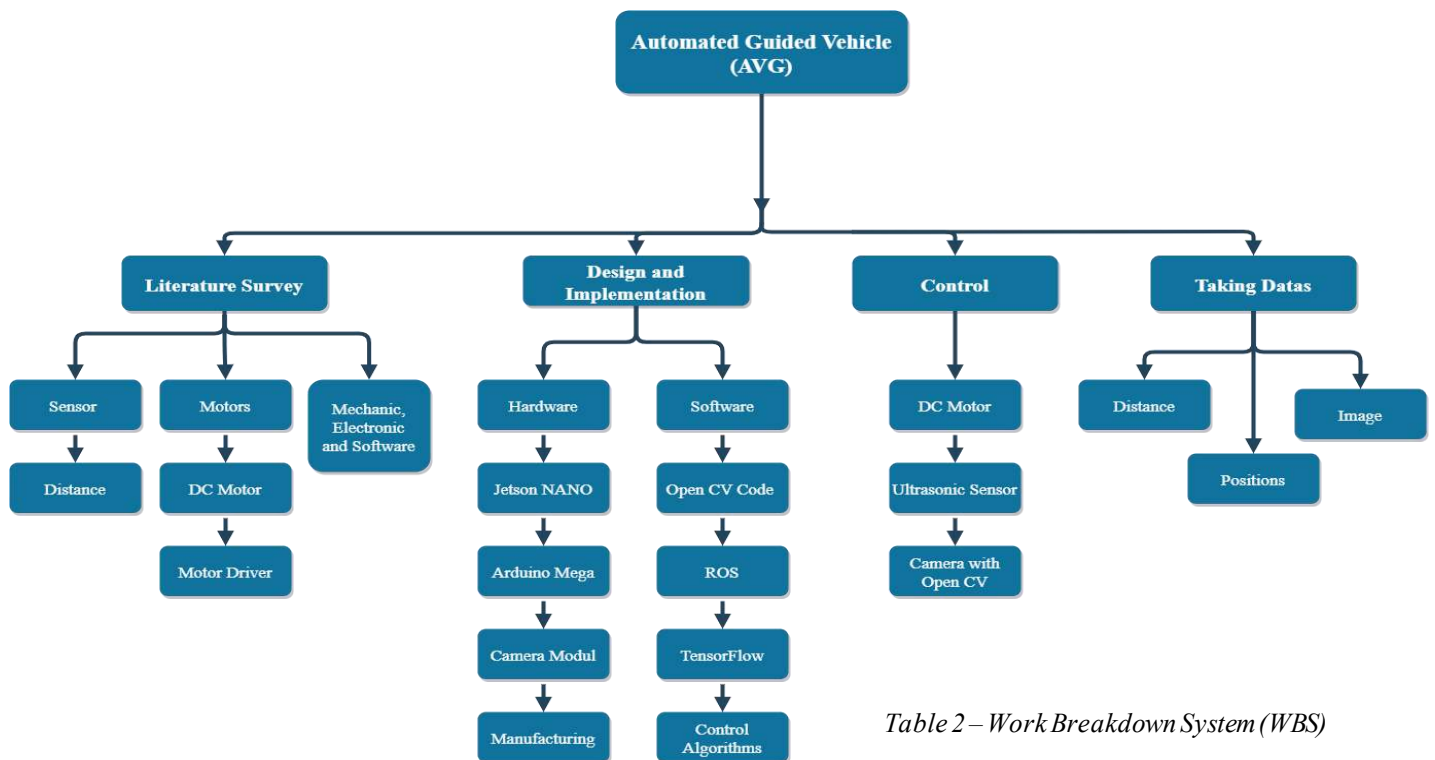 Automated Guided Vehicle
(AVG)
Literature Survey
Design and
Implementation
Control
Taking Datas
Sensor
Motors
Mechanic,
Electronic
and Software
Hardware
Software
DC Motor
Distance
Image
Distance
DC Motor
Jetson NANO
Open CV Code
Ultrasonic Sensor
Positions
Motor Driver
Arduino Mega
ROS
Camera with
Open CV
Camera Modul
TensorFlow
Manufacturing
Control
Algorithms
Table 2 – Work Breakdown System (WBS)